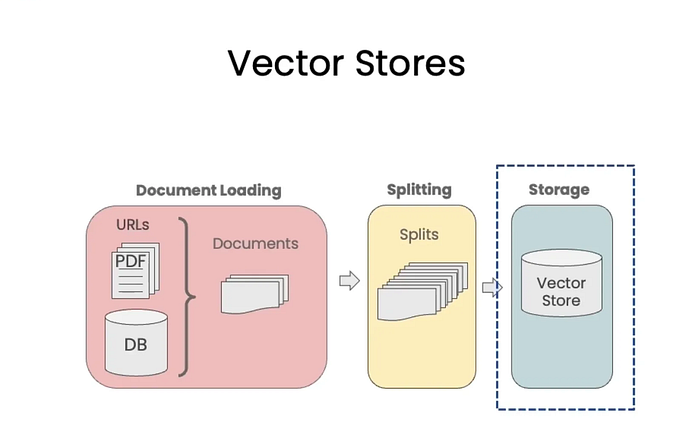 Vector Stores
Document Loading
URLs
PDF
DB
Documents
Splitting
Splits
Storage
Vector
Store